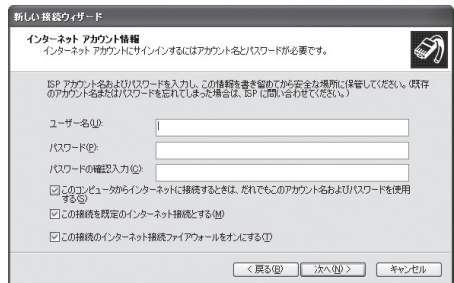 新しい接続ウィザード
インターネット アカウント情報
インターネット アカウントにサインインするにはアカウント名とパスワードが必要です。
ISP アカウント名およびパスワードを入力し、この情報を書き留めてから安全な場所に保管してください。(既存
のアカウント名またはパスワードを忘れてしまった場合は、ISP に問い合わせてください。)
ユーザー名(U):
パスワード(P):
パスワードの確認入力(C):
このコンピュータからインターネットに接続するときは、だれでもこのアカウント名およびパスワードを使用
する(S)
この接続を既定のインターネット接続とする(M)
この接続のインターネット接続ファイアウォールをオンにする(T)
< 戻る(B)
次へ(N) >
キャンセル